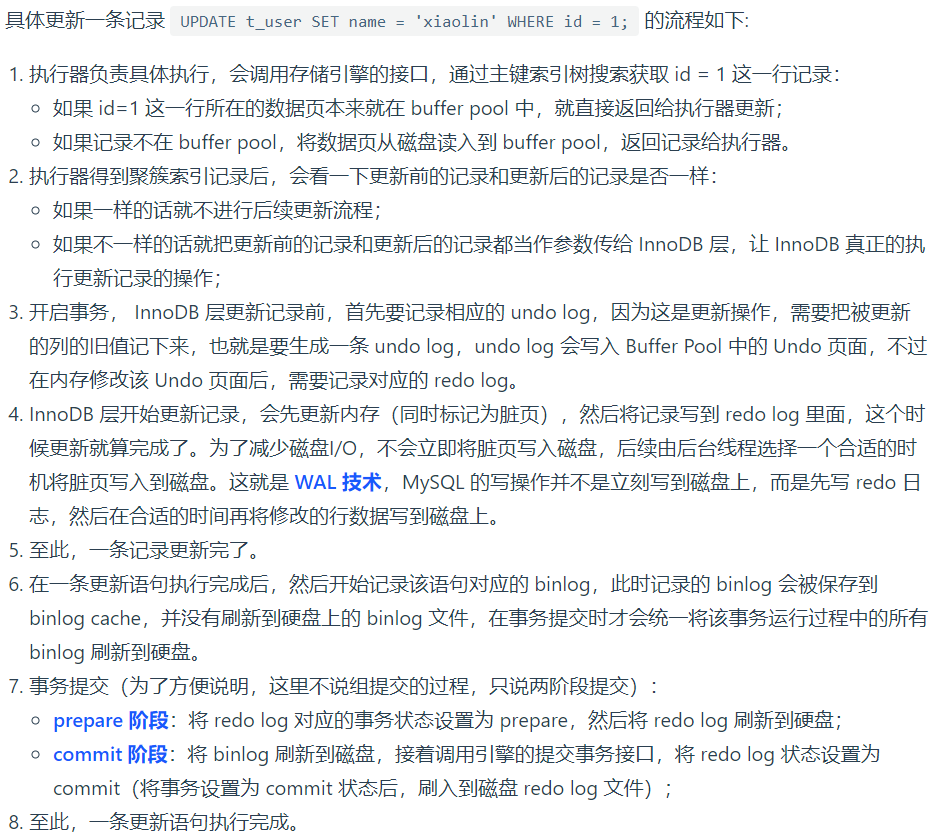 具体更新一条记录 UPDATE t_user SET name = 'xiaolin' WHERE id = 1; 的流程如下:
1. 执行器负责具体执行，会调用存储引擎的接口，通过主键索引树搜索获取 id = 1 这一行记录：
○ 如果 id=1 这一行所在的数据页本来就在 buffer pool 中，就直接返回给执行器更新；
○ 如果记录不在 buffer pool，将数据页从磁盘读入到 buffer pool，返回记录给执行器。
2. 执行器得到聚簇索引记录后，会看一下更新前的记录和更新后的记录是否一样：
○ 如果一样的话就不进行后续更新流程；
○ 如果不一样的话就把更新前的记录和更新后的记录都当作参数传给 InnoDB 层，让 InnoDB 真正的执
行更新记录的操作；
3. 开启事务， InnoDB 层更新记录前，首先要记录相应的 undo log，因为这是更新操作，需要把被更新
的列的旧值记下来，也就是要生成一条 undo log，undo log 会写入 Buffer Pool 中的 Undo 页面，不过
在内存修改该 Undo 页面后，需要记录对应的 redo log。
4. InnoDB 层开始更新记录，会先更新内存（同时标记为脏页），然后将记录写到 redo log 里面，这个时
候更新就算完成了。为了减少磁盘I/O，不会立即将脏页写入磁盘，后续由后台线程选择一个合适的时
机将脏页写入到磁盘。这就是 WAL 技术，MySQL 的写操作并不是立刻写到磁盘上，而是先写 redo 日
志，然后在合适的时间再将修改的行数据写到磁盘上。
5. 至此，一条记录更新完了。
6. 在一条更新语句执行完成后，然后开始记录该语句对应的 binlog，此时记录的 binlog 会被保存到
binlog cache，并没有刷新到硬盘上的 binlog 文件，在事务提交时才会统一将该事务运行过程中的所有
binlog 刷新到硬盘。
7. 事务提交（为了方便说明，这里不说组提交的过程，只说两阶段提交）：
○ prepare 阶段：将 redo log 对应的事务状态设置为 prepare，然后将 redo log 刷新到硬盘；
○ commit 阶段：将 binlog 刷新到磁盘，接着调用引擎的提交事务接口，将 redo log 状态设置为
commit（将事务设置为 commit 状态后，刷入到磁盘 redo log 文件）；
8. 至此，一条更新语句执行完成。